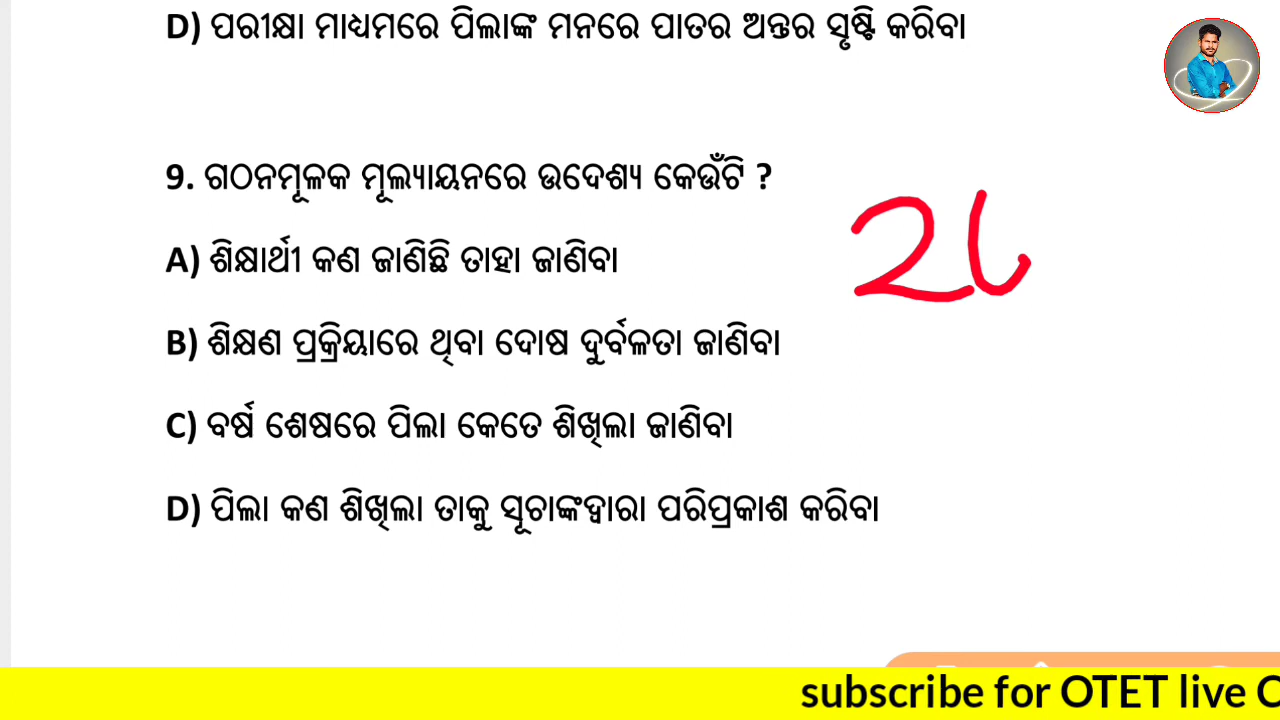 D) ପରୀକ୍ଷା ମାଧ୍ୟମରେ ପିଲାଙ୍କ ମନରେ ପାତର ଅନ୍ତର ସୃଷ୍ଟି କରିବା
9. ଗଠନମୂଳକ ମୂଲ୍ୟାୟନରେ ଉଦେଶ୍ୟ କେଉଁଟି ?
A) ଶିକ୍ଷାର୍ଥୀ କଣ ଜାଣିଛି ତାହା ଜାଣିବା
B) ଶିକ୍ଷଣ ପ୍ରକ୍ରିୟାରେ ଥିବା ଦୋଷ ଦୁର୍ବଳତା ଜାଣିବା
C) ବର୍ଷ ଶେଷରେ ପିଲା କେତେ ଶିଖିଲା ଜାଣିବା
D) ପିଲା କଣ ଶିଖିଲା ତାକୁ ସୂଚାଙ୍କଦ୍ୱାରା ପରିପ୍ରକାଶ କରିବା
subscribe for OTET live